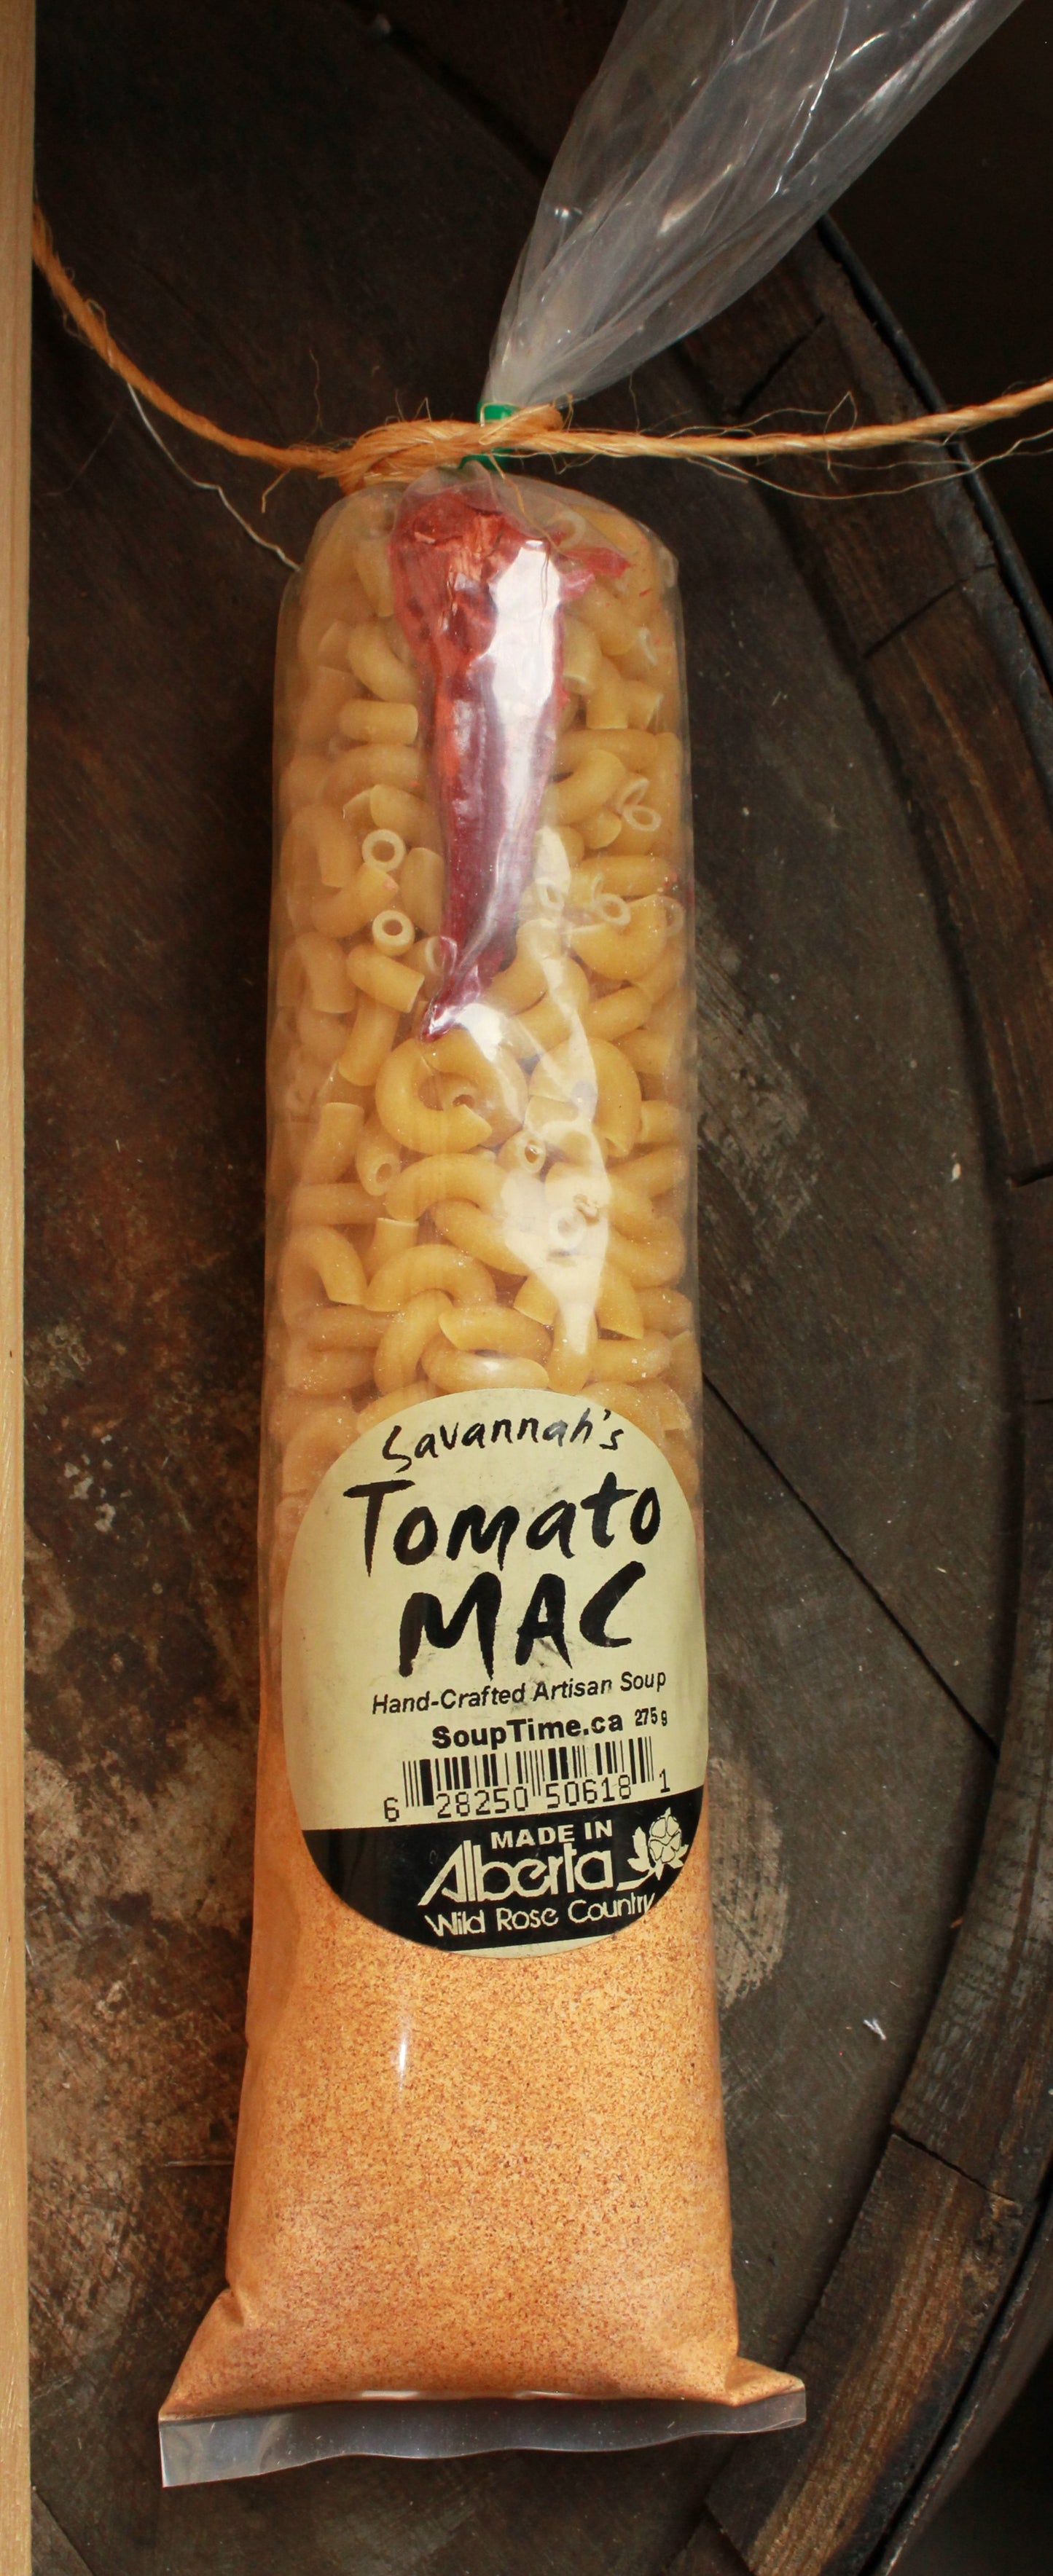 Savannah's
Tomato
MAC
Hand-Crafted Artisan Soup
SoupTime.ca 275 g
6 28250 50618 1
MADE IN
Alberta
Wild Rose Country